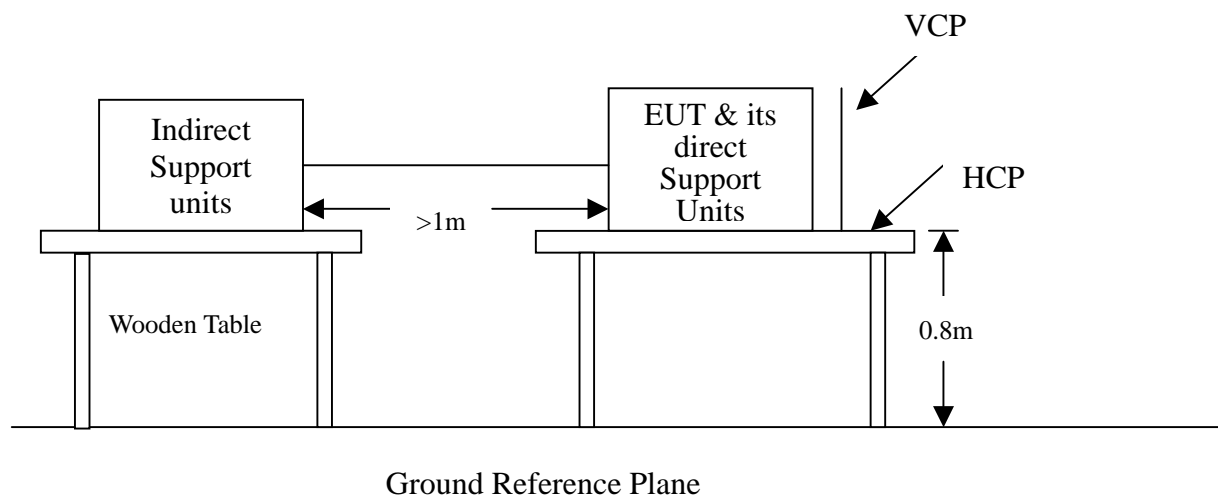 VCP
Indirect
Support
units
EUT & its
direct
Support
Units
>1m
HCP
Wooden Table
0.8m
Ground Reference Plane